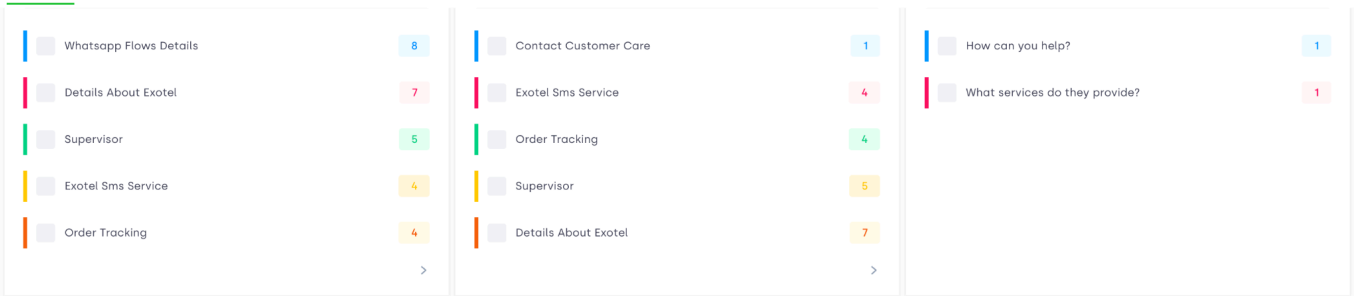 Whatsapp Flows Details 8
Details About Exotel 7
Supervisor 5
Exotel Sms Service 4
Order Tracking 4
Contact Customer Care 1
Exotel Sms Service 4
Order Tracking 4
Supervisor 5
Details About Exotel 7
How can you help? 1
What services do they provide? 1